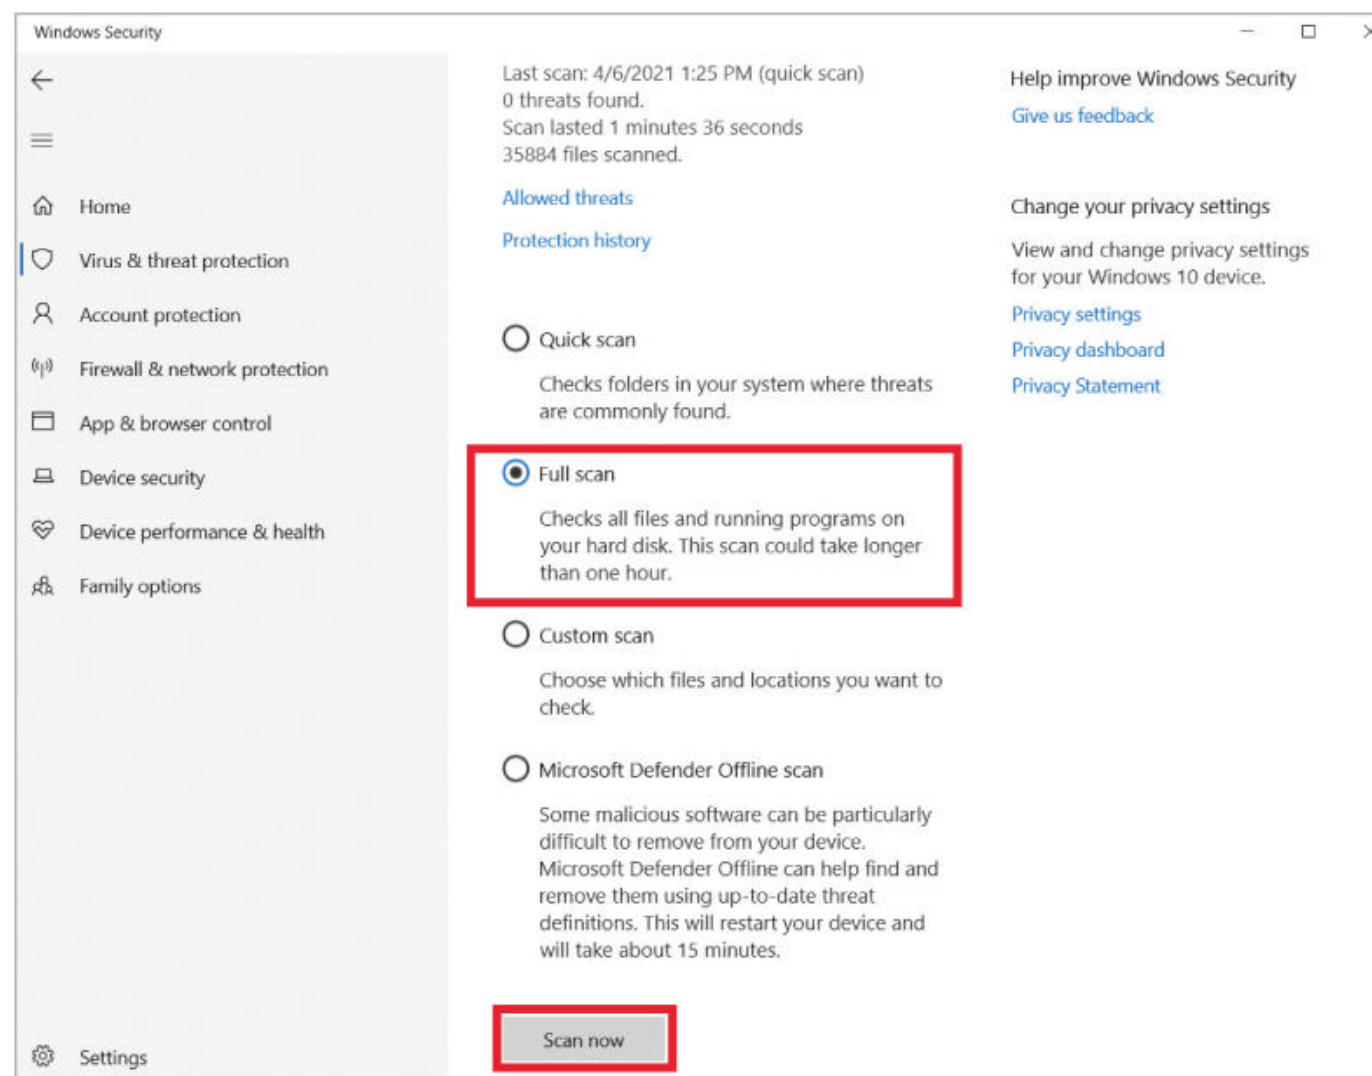 Windows Security
Home
Virus & threat protection
Account protection
Firewall & network protection
App & browser control
Device security
Device performance & health
Family options
Settings
Last scan: 4/6/2021 1:25 PM (quick scan)
0 threats found.
Scan lasted 1 minutes 36 seconds
35884 files scanned.
Allowed threats
Protection history
Quick scan
Checks folders in your system where threats
are commonly found.
Full scan
Checks all files and running programs on
your hard disk. This scan could take longer
than one hour.
Custom scan
Choose which files and locations you want to
check.
Microsoft Defender Offline scan
Some malicious software can be particularly
difficult to remove from your device.
Microsoft Defender Offline can help find and
remove them using up-to-date threat
definitions. This will restart your device and
will take about 15 minutes.
Scan now
Help improve Windows Security
Give us feedback
Change your privacy settings
View and change privacy settings
for your Windows 10 device.
Privacy settings
Privacy dashboard
Privacy Statement